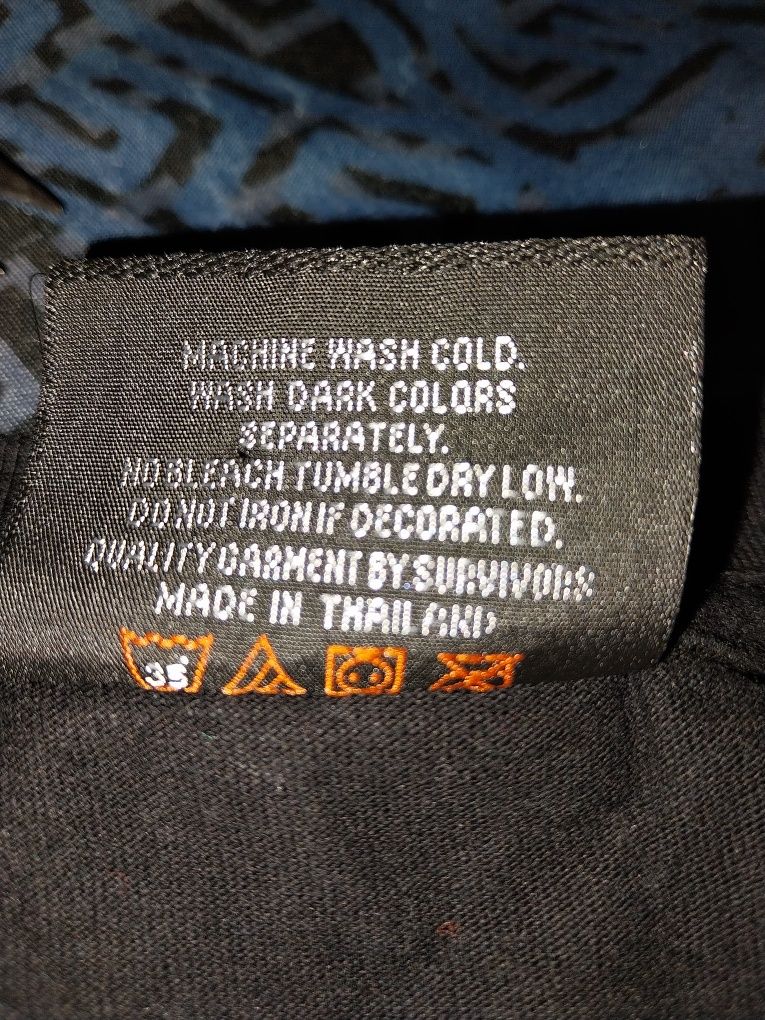 MACHINE WASH COLD.
WASH DARK COLORS
SEPARATELY.
NO BLEACH TUMBLE DRY LOW.
DO NOT IRON IF DECORATED.
QUALITY GARMENT BY SURVIVORS
MADE IN THAILAND
35°